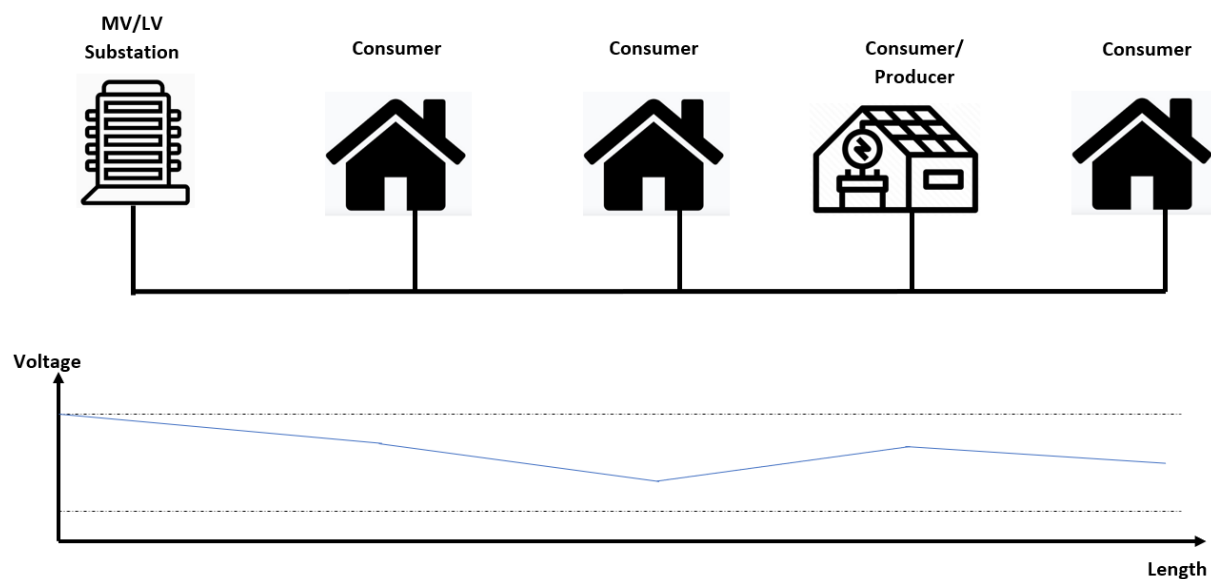 MV/LV
Substation
Consumer
Consumer
Consumer/
Producer
Consumer
Voltage
Length